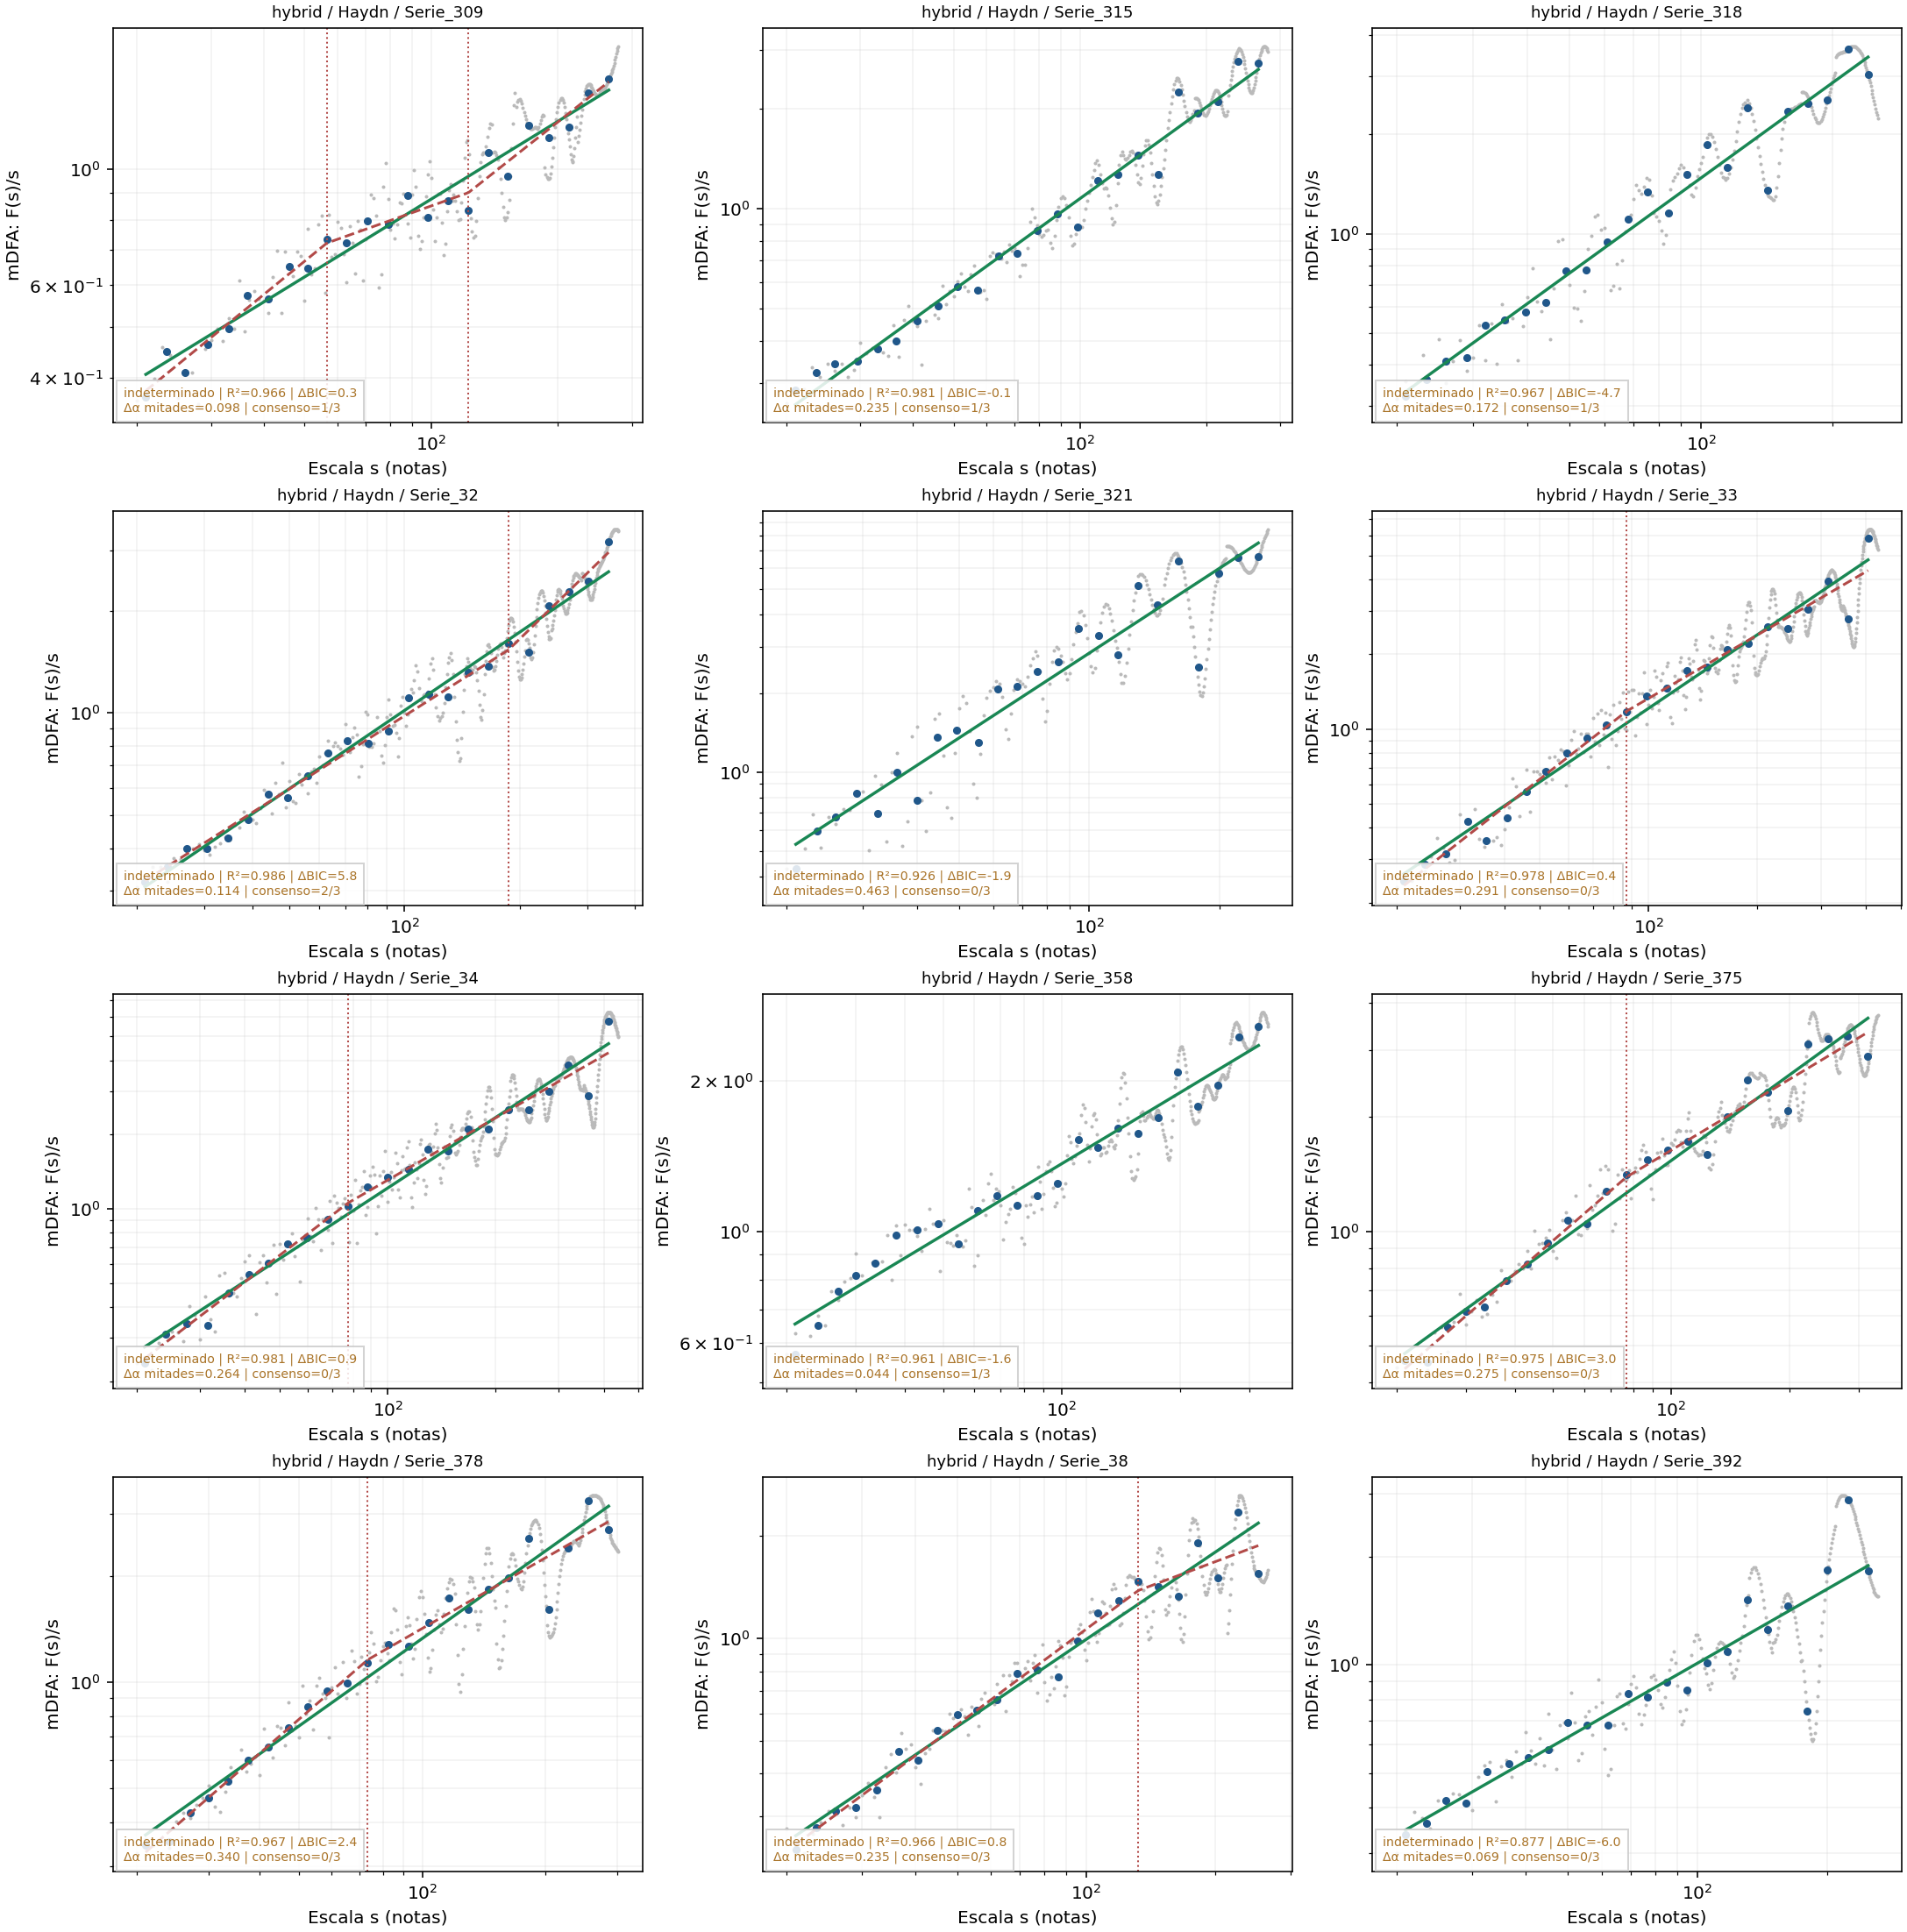 hybrid / Haydn / Serie_309
mDFA: F(s)/s
10⁰
6 × 10⁻¹
4 × 10⁻¹
indeterminado | R²=0.966 | ΔBIC=0.3
Δα mitades=0.098 | consenso=1/3
10²
Escala s (notas)
hybrid / Haydn / Serie_315
mDFA: F(s)/s
10⁰
indeterminado | R²=0.981 | ΔBIC=-0.1
Δα mitades=0.235 | consenso=1/3
10²
Escala s (notas)
hybrid / Haydn / Serie_318
mDFA: F(s)/s
10⁰
indeterminado | R²=0.967 | ΔBIC=-4.7
Δα mitades=0.172 | consenso=1/3
10²
Escala s (notas)
hybrid / Haydn / Serie_32
mDFA: F(s)/s
10⁰
indeterminado | R²=0.986 | ΔBIC=5.8
Δα mitades=0.114 | consenso=2/3
10²
Escala s (notas)
hybrid / Haydn / Serie_321
mDFA: F(s)/s
10⁰
indeterminado | R²=0.926 | ΔBIC=-1.9
Δα mitades=0.463 | consenso=0/3
10²
Escala s (notas)
hybrid / Haydn / Serie_33
mDFA: F(s)/s
10⁰
indeterminado | R²=0.978 | ΔBIC=0.4
Δα mitades=0.291 | consenso=0/3
10²
Escala s (notas)
hybrid / Haydn / Serie_34
mDFA: F(s)/s
10⁰
indeterminado | R²=0.981 | ΔBIC=0.9
Δα mitades=0.264 | consenso=0/3
10²
Escala s (notas)
hybrid / Haydn / Serie_358
mDFA: F(s)/s
2 × 10⁰
10⁰
6 × 10⁻¹
indeterminado | R²=0.961 | ΔBIC=-1.6
Δα mitades=0.044 | consenso=1/3
10²
Escala s (notas)
hybrid / Haydn / Serie_375
mDFA: F(s)/s
10⁰
indeterminado | R²=0.975 | ΔBIC=3.0
Δα mitades=0.275 | consenso=0/3
10²
Escala s (notas)
hybrid / Haydn / Serie_378
mDFA: F(s)/s
10⁰
indeterminado | R²=0.967 | ΔBIC=2.4
Δα mitades=0.340 | consenso=0/3
10²
Escala s (notas)
hybrid / Haydn / Serie_38
mDFA: F(s)/s
10⁰
indeterminado | R²=0.966 | ΔBIC=0.8
Δα mitades=0.235 | consenso=0/3
10²
Escala s (notas)
hybrid / Haydn / Serie_392
mDFA: F(s)/s
10⁰
indeterminado | R²=0.877 | ΔBIC=-6.0
Δα mitades=0.069 | consenso=0/3
10²
Escala s (notas)